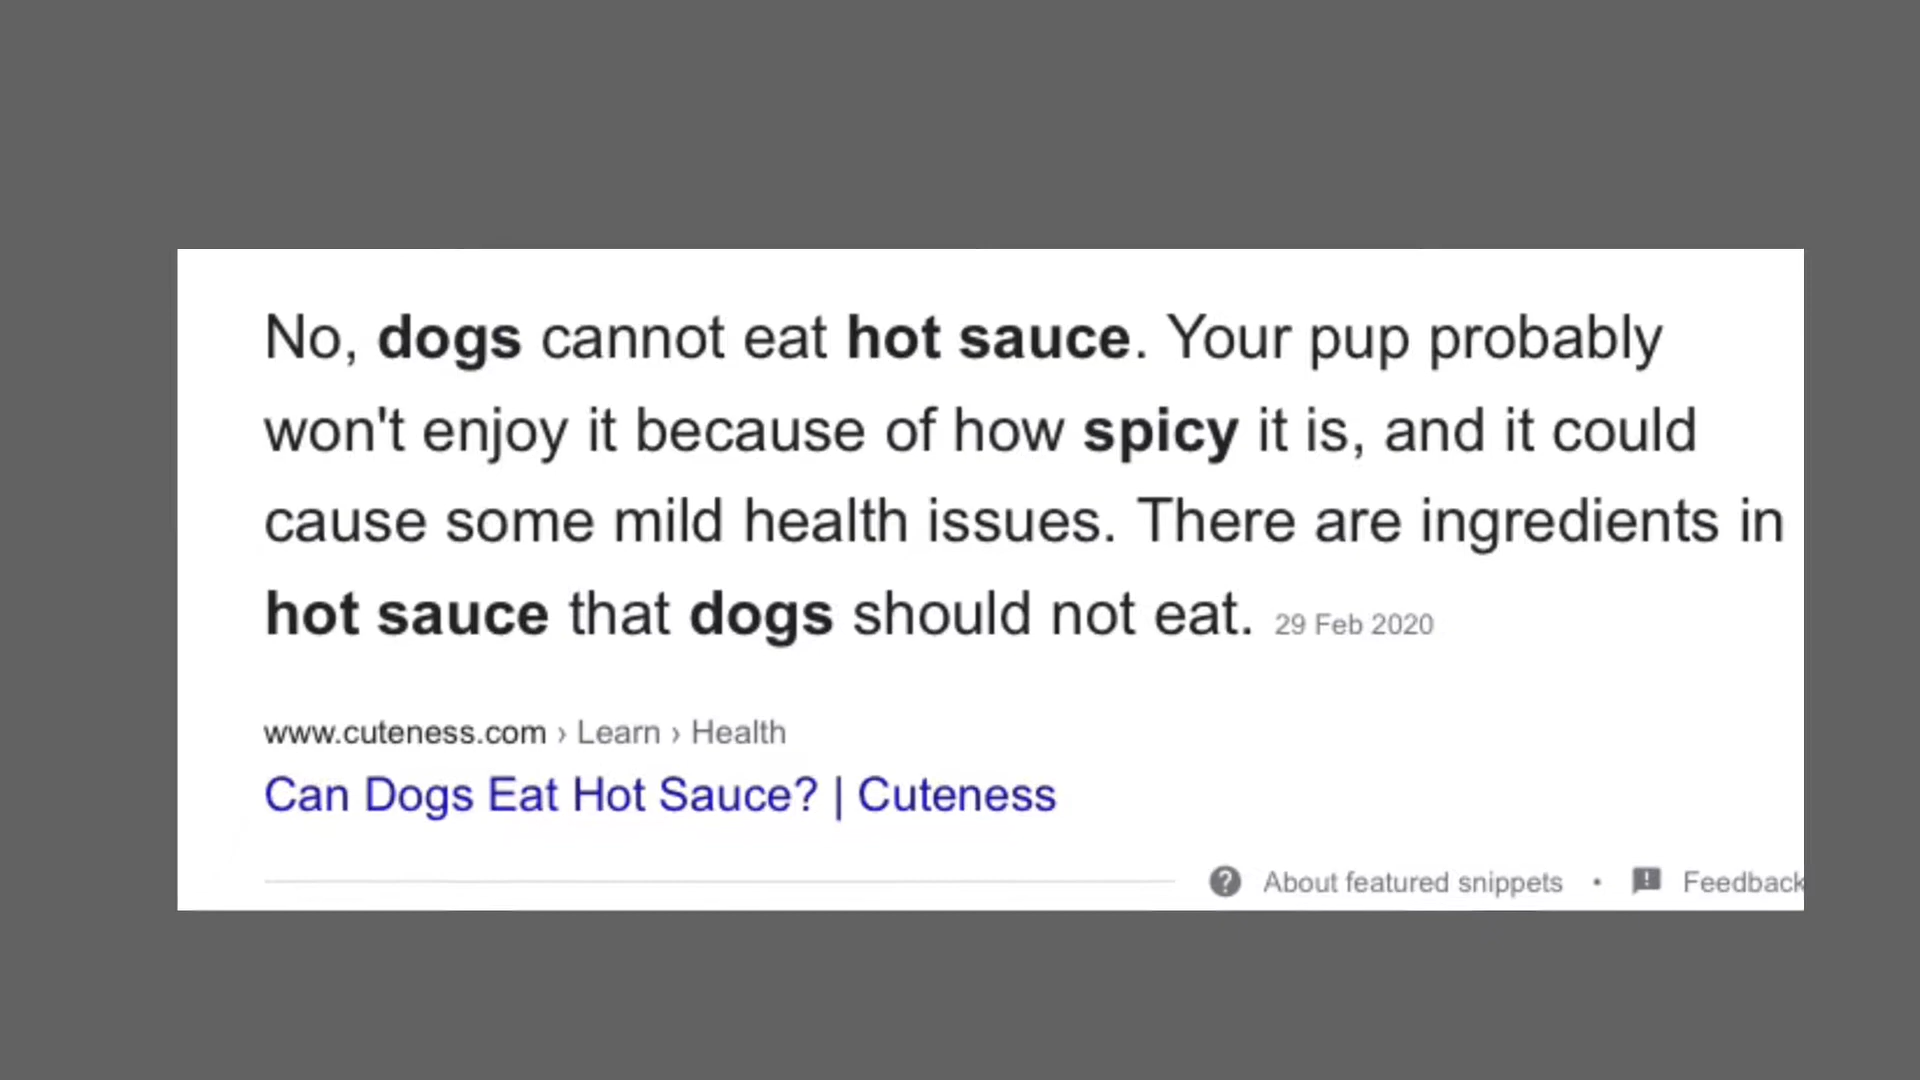 No, dogs cannot eat hot sauce. Your pup probably
won't enjoy it because of how spicy it is, and it could
cause some mild health issues. There are ingredients in
hot sauce that dogs should not eat. 29 Feb 2020
www.cuteness.com › Learn › Health
Can Dogs Eat Hot Sauce? | Cuteness
About featured snippets • Feedback